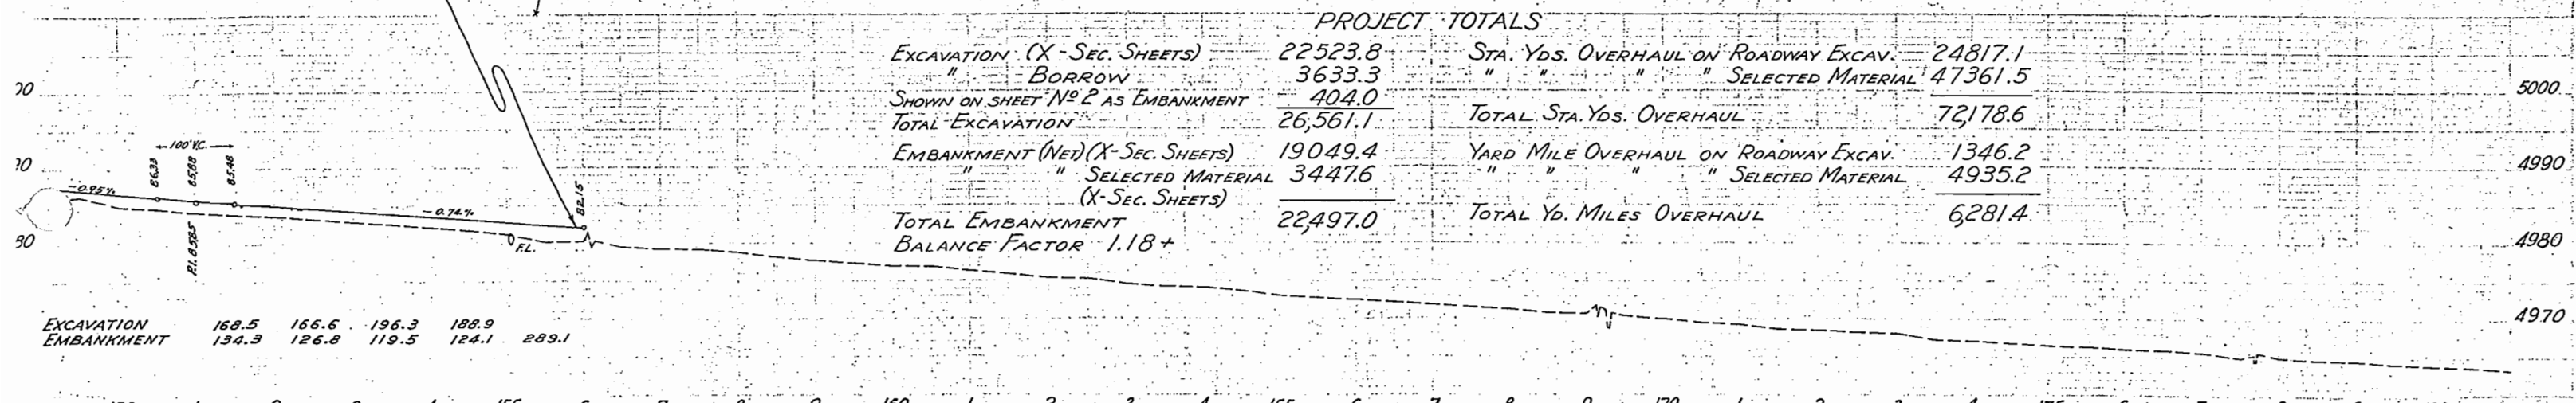 PROJECT TOTALS
EXCAVATION (X-SEC. SHEETS) 22523.8
" BORROW 3633.3
SHOWN ON SHEET Nº 2 AS EMBANKMENT 404.0
TOTAL EXCAVATION 26,561.1
EMBANKMENT (NET) (X-SEC. SHEETS) 19049.4
" " SELECTED MATERIAL 3447.6
(X-SEC. SHEETS)
TOTAL EMBANKMENT 22,497.0
BALANCE FACTOR 1.18+
STA. YDS. OVERHAUL ON ROADWAY EXCAV. 24817.1
" " " " SELECTED MATERIAL 47361.5
TOTAL STA. YDS. OVERHAUL 72,178.6
YARD MILE OVERHAUL ON ROADWAY EXCAV. 1346.2
" " " " SELECTED MATERIAL 4935.2
TOTAL YD. MILES OVERHAUL 6,281.4
5000
4990
4980
4970
100' V.C.
86.33
85.88
85.48
-0.95%
-0.74%
82.15
P.I. 85.85
F.L.
EXCAVATION 168.5 166.6 196.3 188.9
EMBANKMENT 134.3 126.8 119.5 124.1 289.1